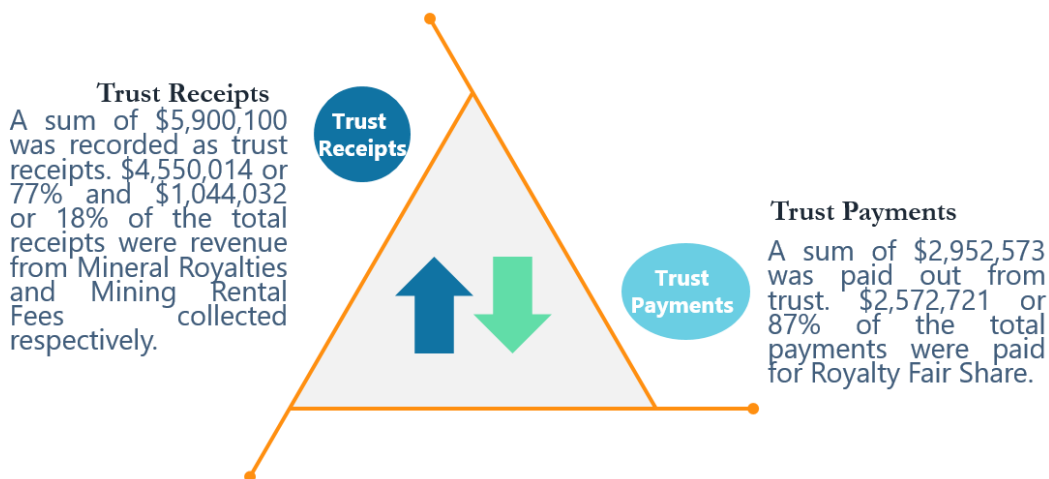 Trust Receipts
A sum of $5,900,100
was recorded as trust
receipts. $4,550,014 or
77% and $1,044,032
or 18% of the total
receipts were revenue
from Mineral Royalties
and Mining Rental
Fees collected
respectively.
Trust
Receipts
Trust
Payments
Trust Payments
A sum of $2,952,573
was paid out from
trust. $2,572,721 or
87% of the total
payments were paid
for Royalty Fair Share.